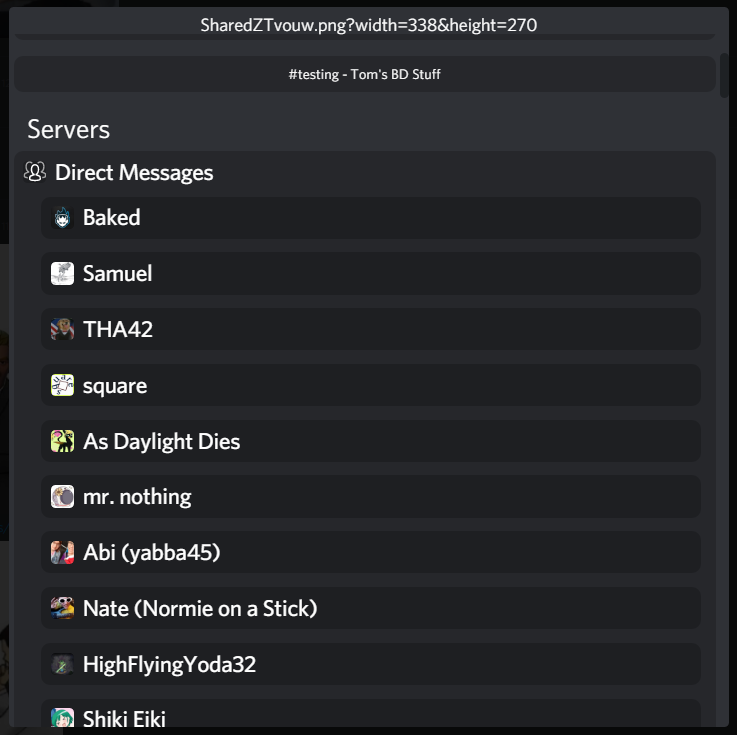 SharedZTvouw.png?width=338&height=270
#testing - Tom's BD Stuff
Servers
Direct Messages
Baked
Samuel
THA42
square
As Daylight Dies
mr. nothing
Abi (yabba45)
Nate (Normie on a Stick)
HighFlyingYoda32
Shiki Eiki